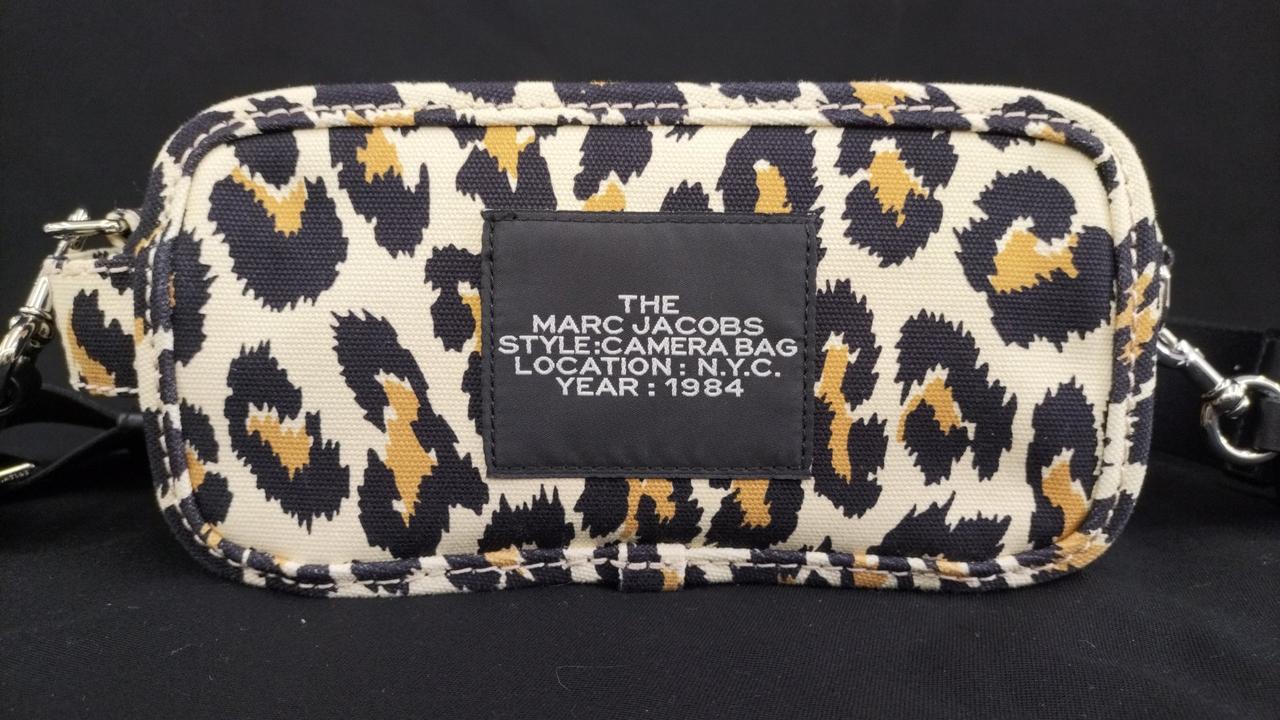 THE
MARC JACOBS
STYLE:CAMERA BAG
LOCATION : N.Y.C.
YEAR : 1984